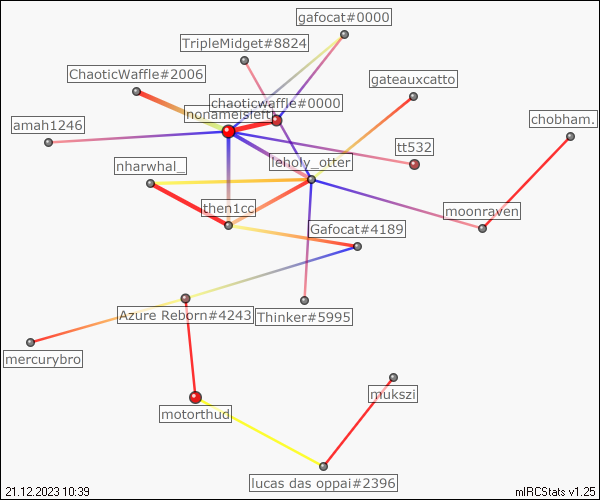 gafocat#0000
TripleMidget#8824
ChaoticWaffle#2006
gateauxcatto
chaoticwaffle#0000
nonameisleft
chobham.
amah1246
tt532
leholy_otter
nharwhal_
then1cc
moonraven
Gafocat#4189
Azure Reborn#4243
Thinker#5995
mercurybro
mukszi
motorthud
lucas das oppai#2396
21.12.2023 10:39
mIRCStats v1.25